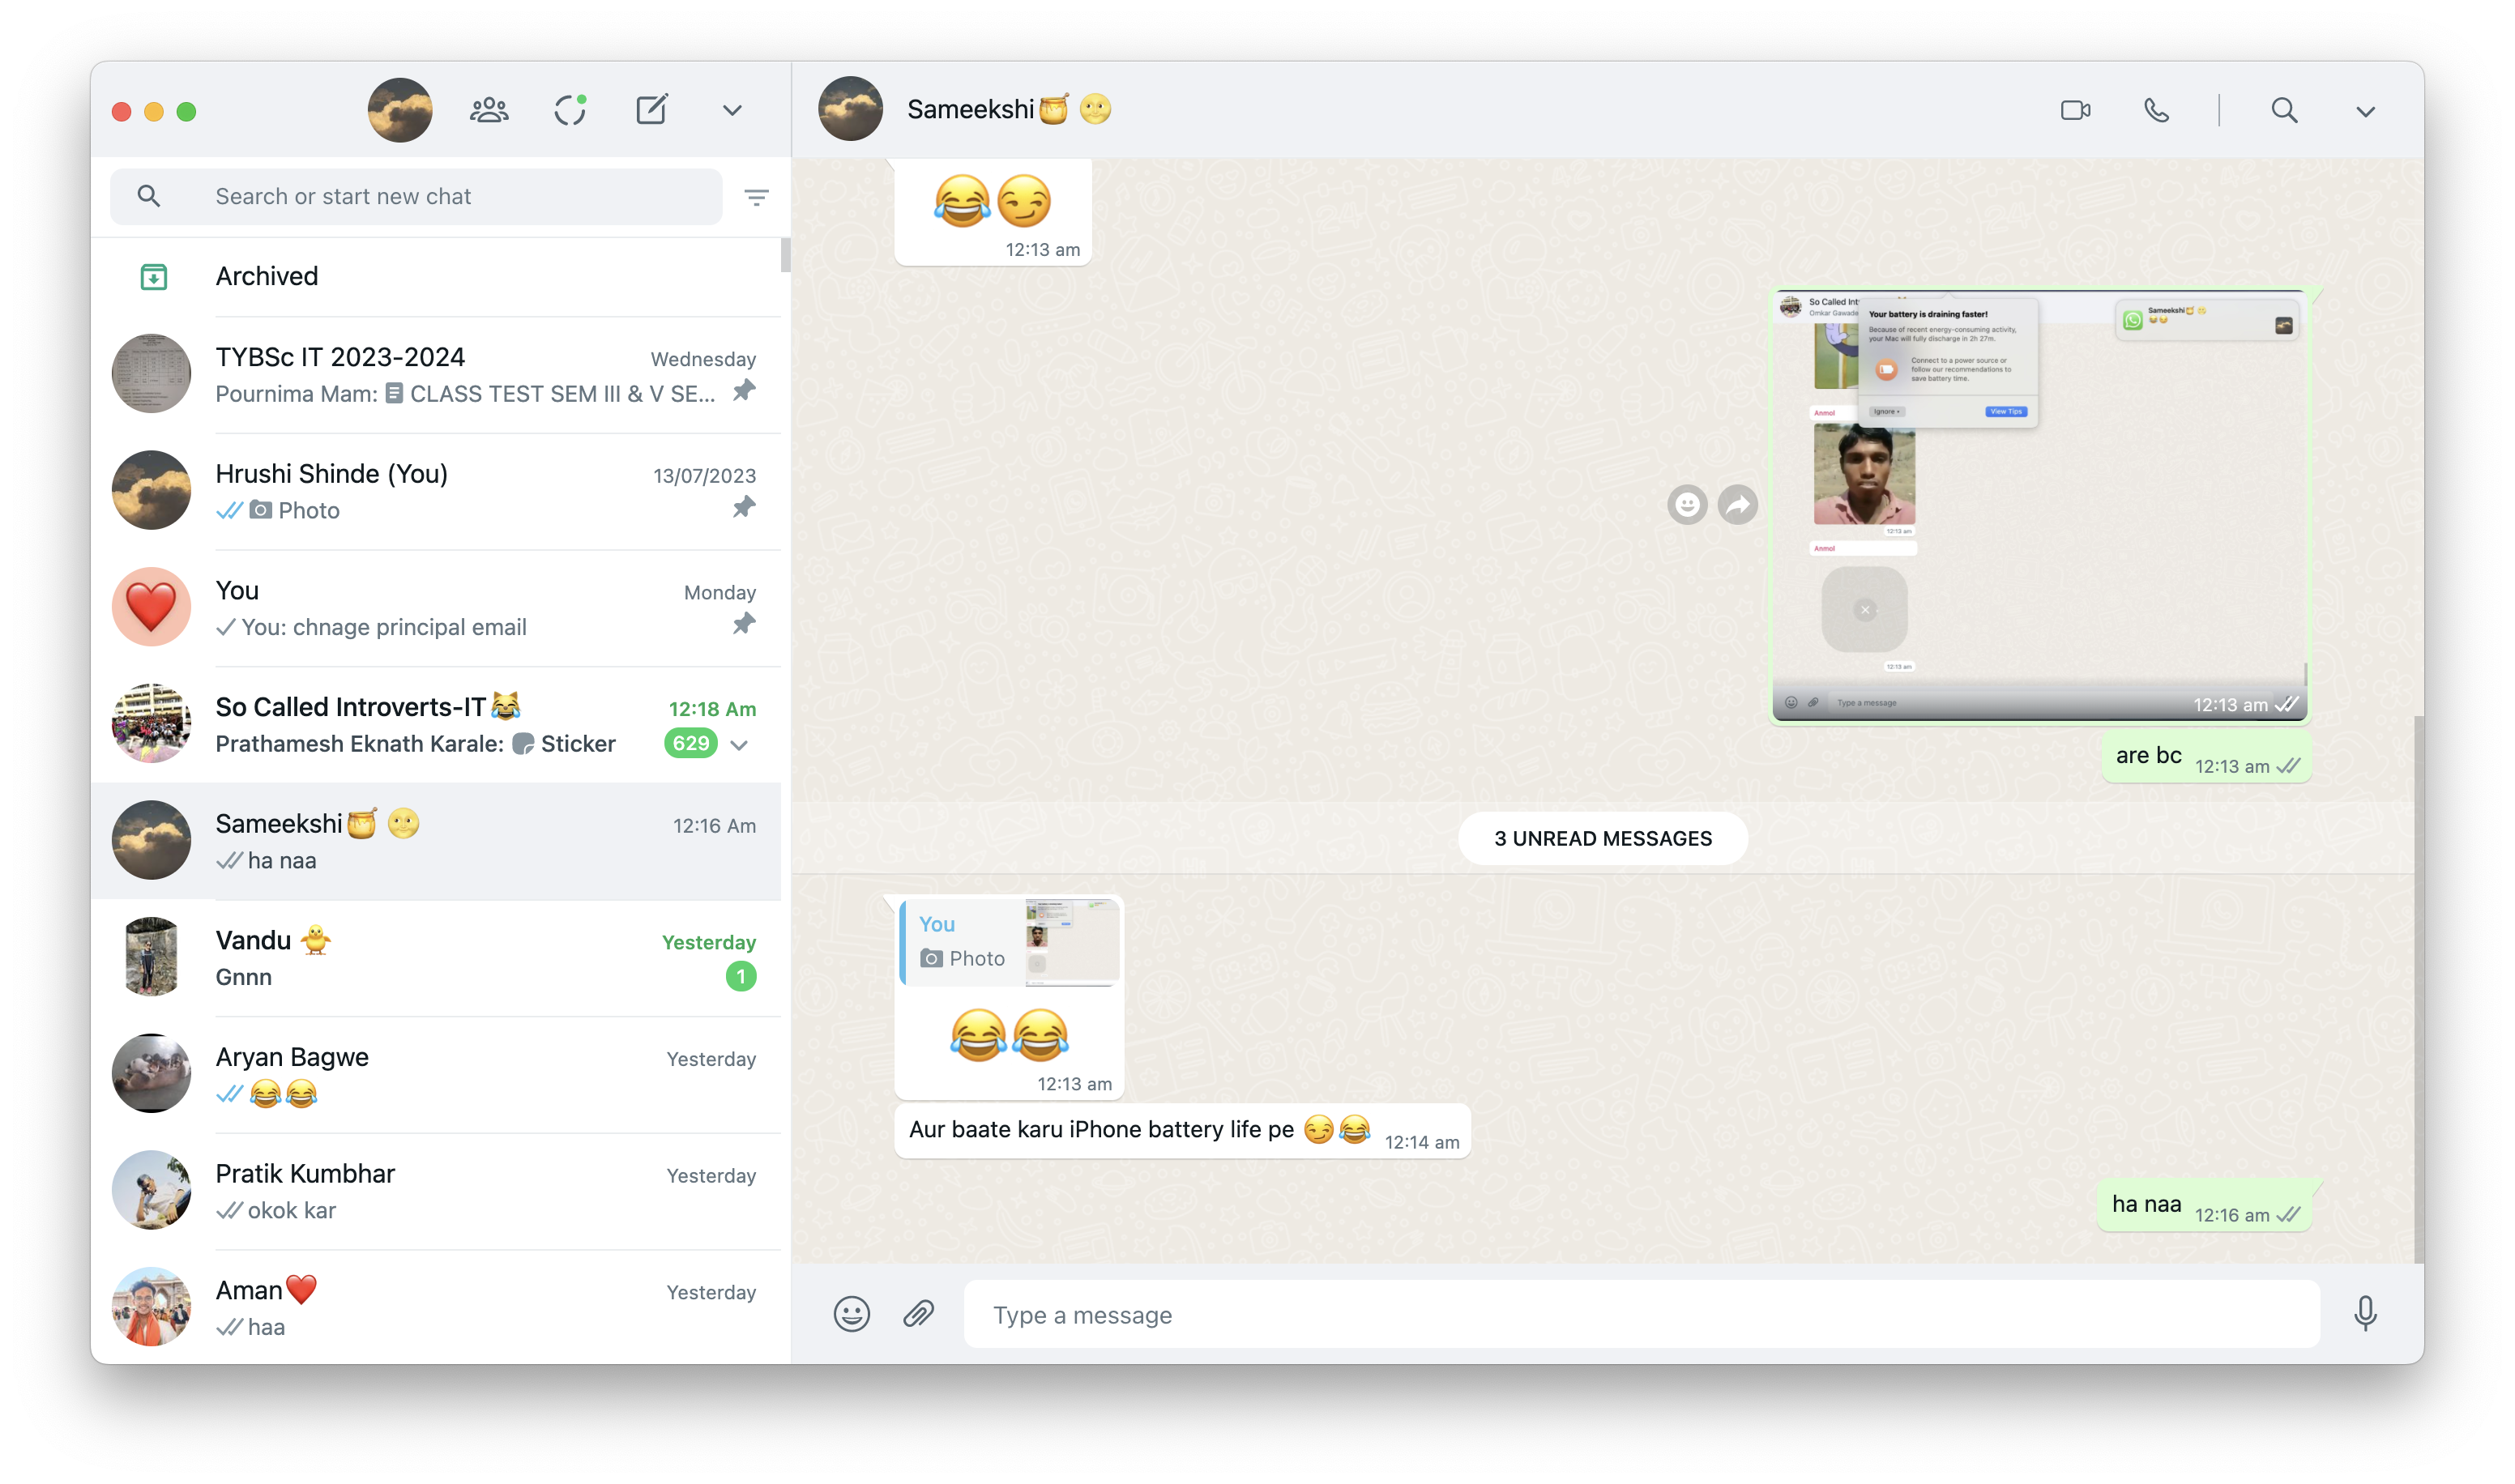 Search or start new chat
Archived
TYBSc IT 2023-2024
Wednesday
Pournima Mam: CLASS TEST SEM III & V SE...
Hrushi Shinde (You)
13/07/2023
Photo
You
Monday
You: chnage principal email
So Called Introverts-IT😹
12:18 Am
Prathamesh Eknath Karale: Sticker
629
Sameekshi🍯 🌝
12:16 Am
ha naa
Vandu 🐥
Yesterday
Gnnn
1
Aryan Bagwe
Yesterday
😂😂
Pratik Kumbhar
Yesterday
okok kar
Aman❤️
Yesterday
haa
Sameekshi🍯 🌝
😂😏
12:13 am
So Called Int
Omkar Gawade
Your battery is draining faster!
Because of recent energy-consuming activity,
your Mac will fully discharge in 2h 27m.
Connect to a power source or
follow our recommendations to
save battery time.
Ignore
View Tips
Sameekshi🍯 🌝
😂😏
Anmol
12:13 am
Anmol
12:13 am
Type a message
12:13 am
are bc
12:13 am
3 UNREAD MESSAGES
You
Photo
😂😂
12:13 am
Aur baate karu iPhone battery life pe 😏😂
12:14 am
ha naa
12:16 am
Type a message